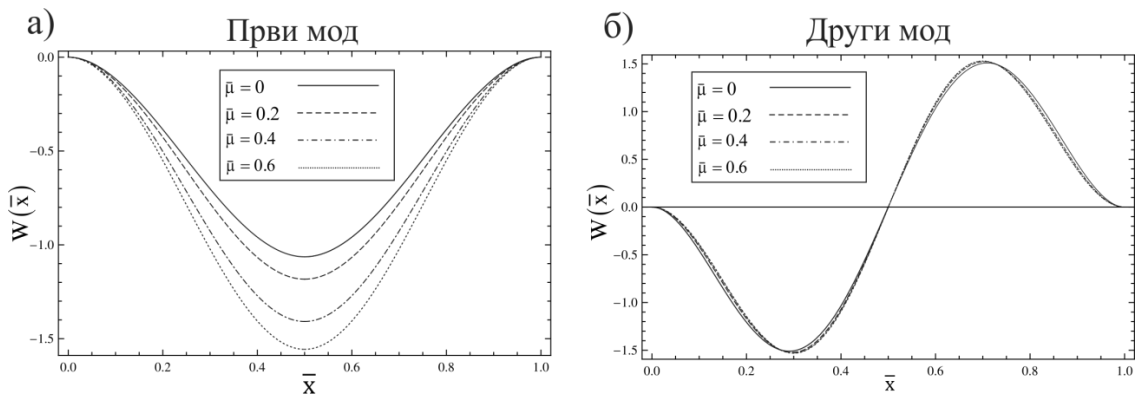 а)
Први мод
0.0
−0.5
−1.0
−1.5
W(x̅)
μ̅ = 0
μ̅ = 0.2
μ̅ = 0.4
μ̅ = 0.6
0.0 0.2 0.4 0.6 0.8 1.0
x̅
б)
Други мод
1.5
1.0
0.5
0.0
−0.5
−1.0
−1.5
W(x̅)
μ̅ = 0
μ̅ = 0.2
μ̅ = 0.4
μ̅ = 0.6
0.0 0.2 0.4 0.6 0.8 1.0
x̅